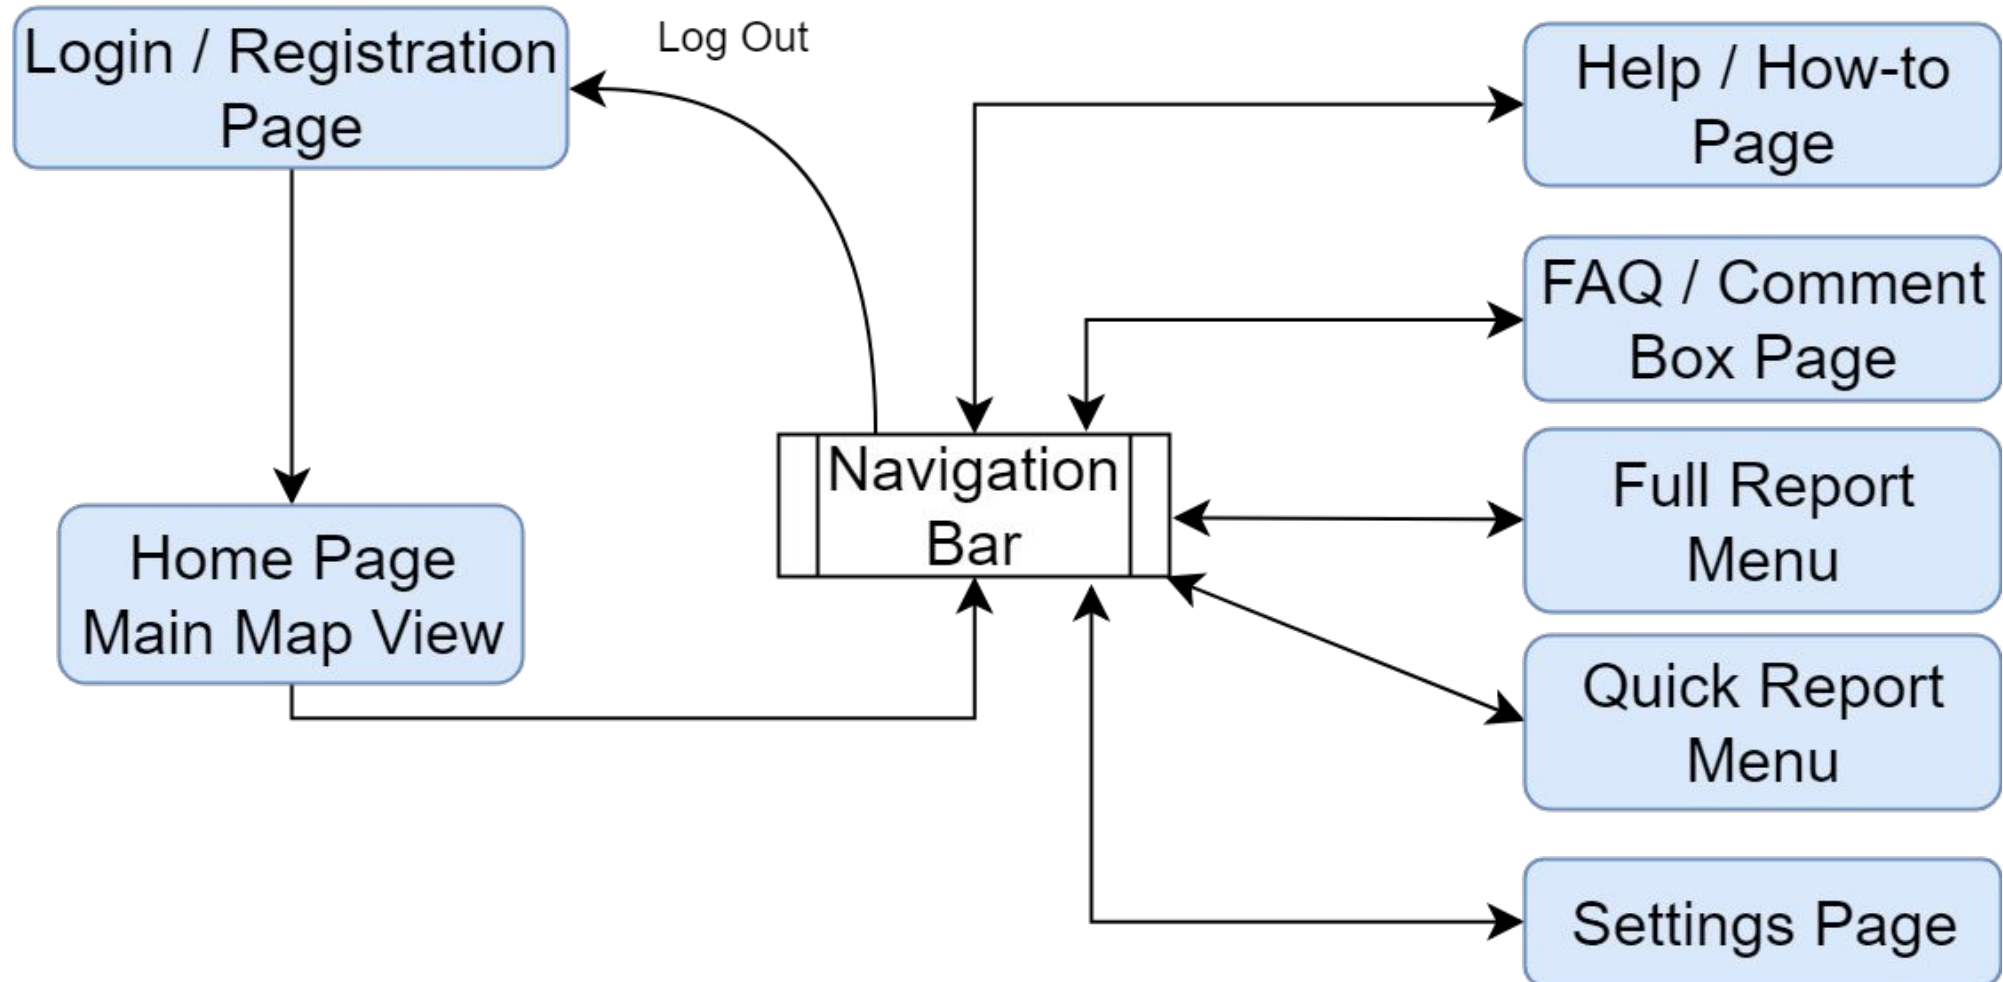 Login / Registration
Page
Log Out
Help / How-to
Page
FAQ / Comment
Box Page
Navigation
Bar
Full Report
Menu
Home Page
Main Map View
Quick Report
Menu
Settings Page